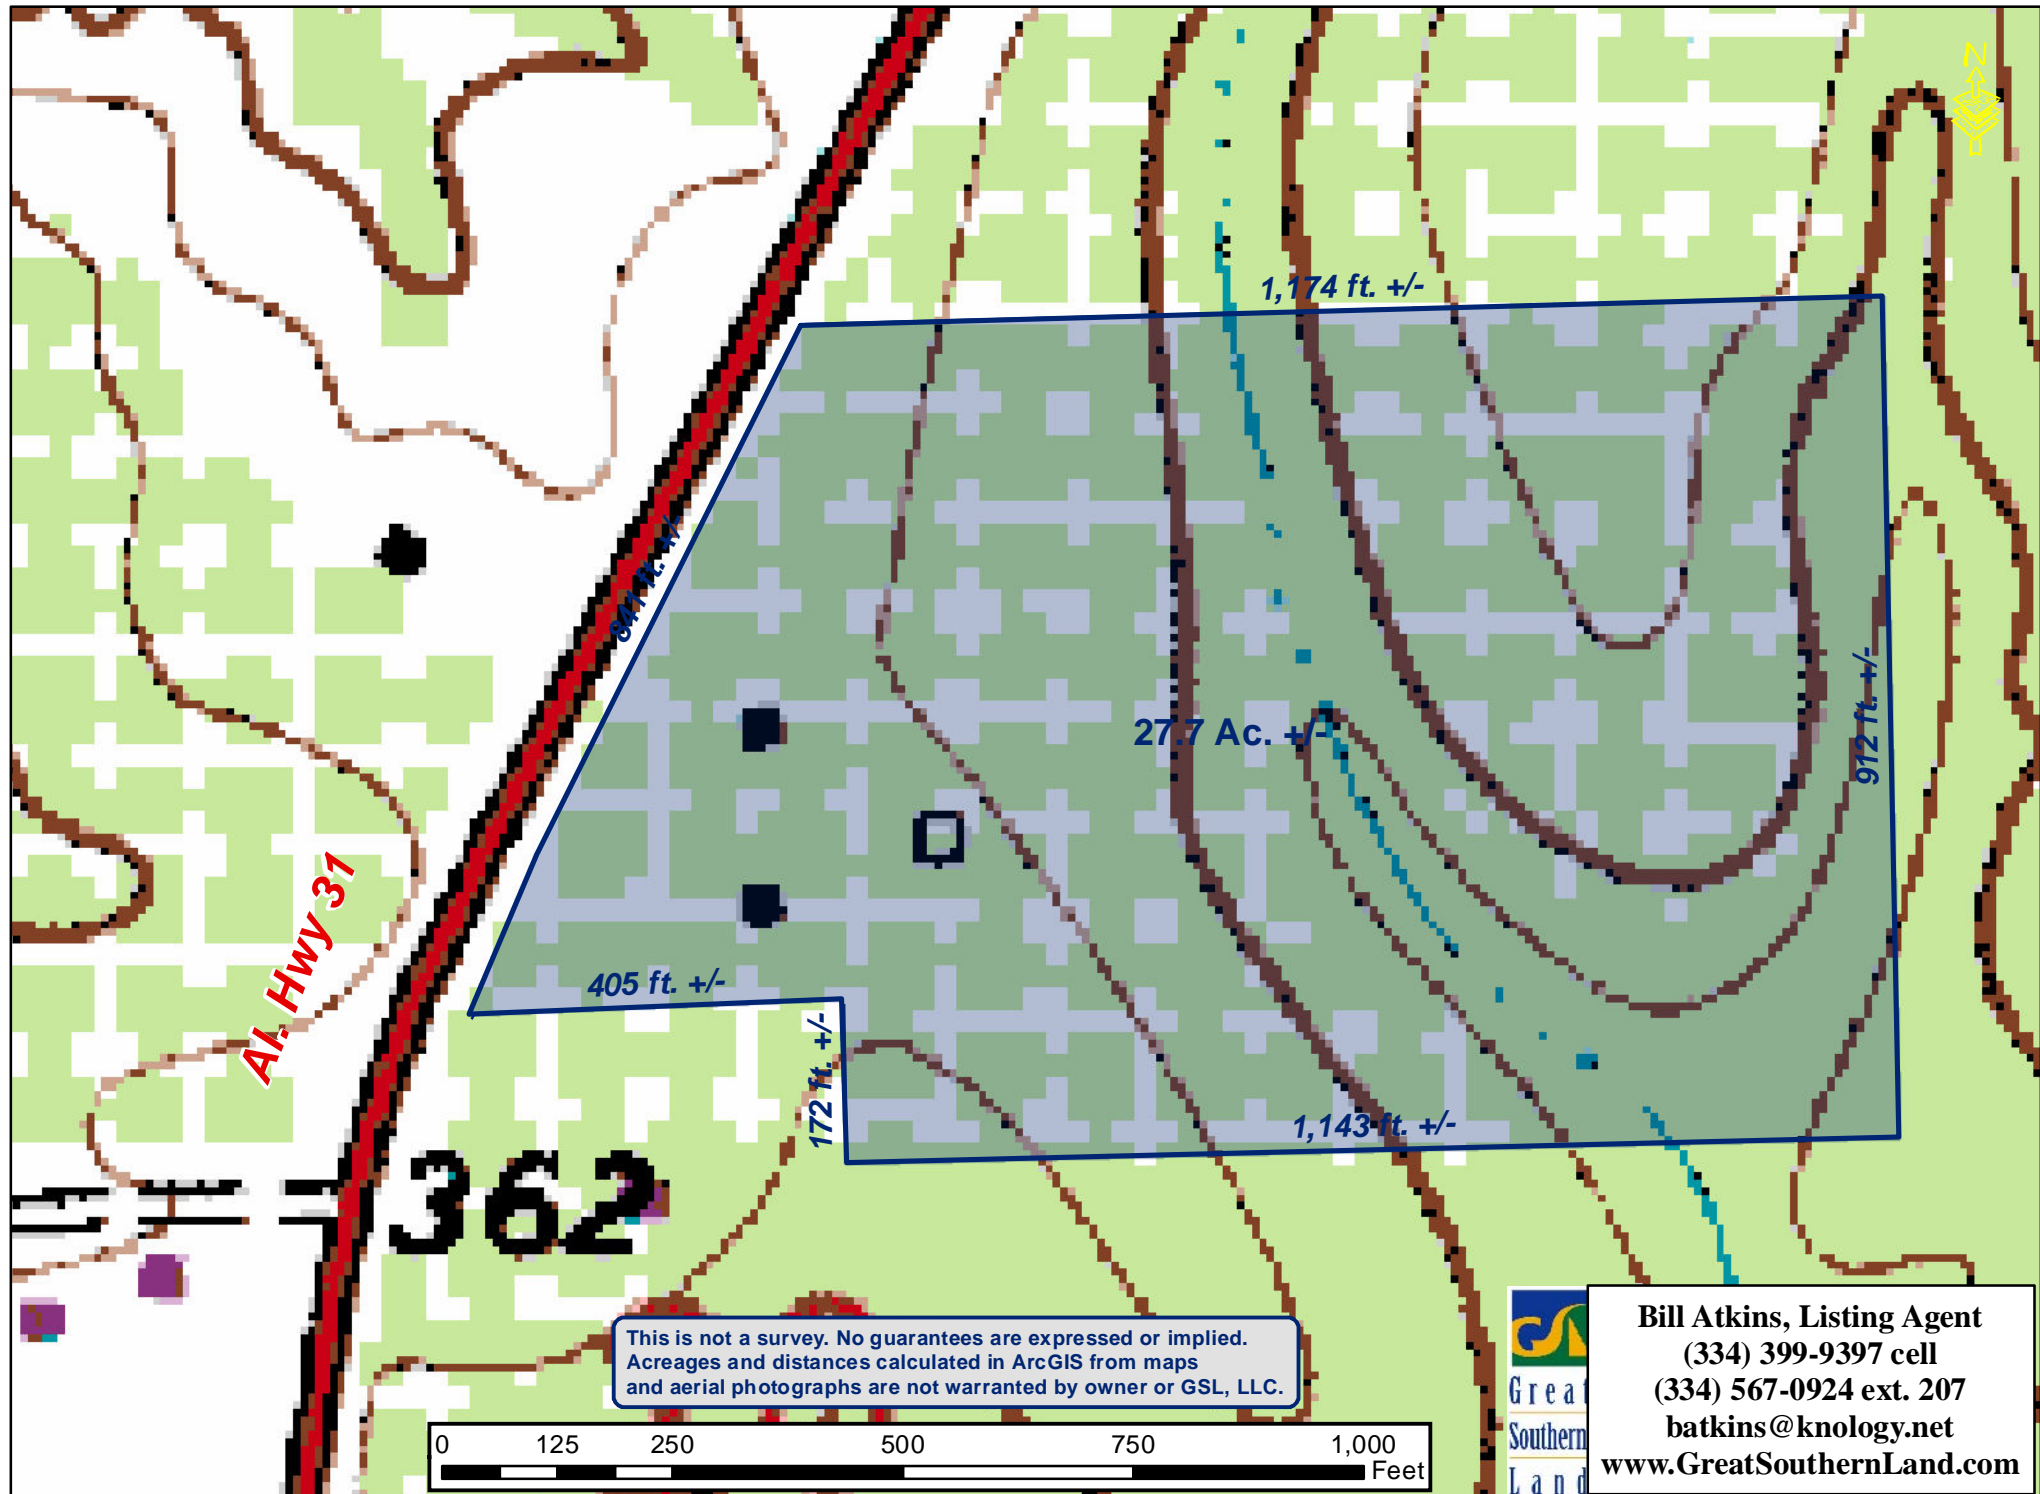 N
1,174 ft. +/-
841 ft. +/-
27.7 Ac. +/-
912 ft. +/-
Al. Hwy 31
405 ft. +/-
172 ft. +/-
1,143 ft. +/-
362
This is not a survey. No guarantees are expressed or implied.
Acreages and distances calculated in ArcGIS from maps
and aerial photographs are not warranted by owner or GSL, LLC.
0 125 250 500 750 1,000
Feet
Great
Southern
Land
Bill Atkins, Listing Agent
(334) 399-9397 cell
(334) 567-0924 ext. 207
batkins@knology.net
www.GreatSouthernLand.com